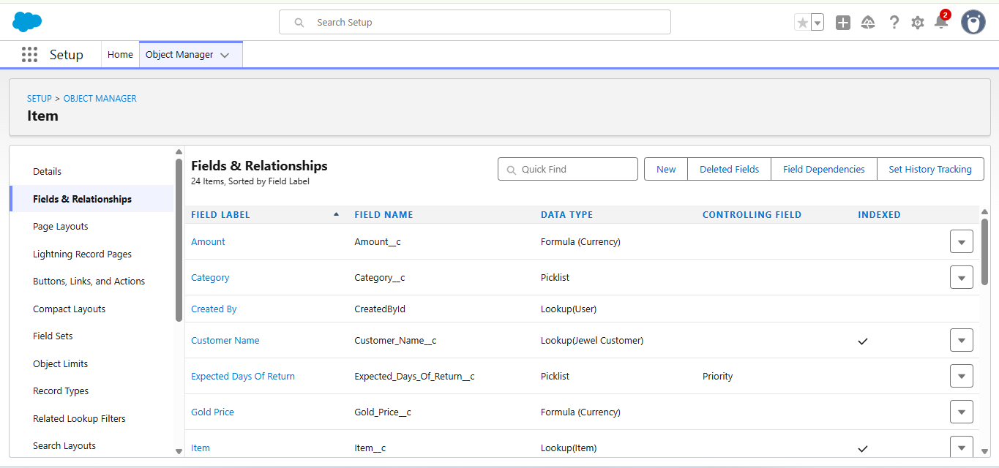 Search Setup
2
Setup
Home
Object Manager
SETUP > OBJECT MANAGER
Item
Details
Fields & Relationships
Page Layouts
Lightning Record Pages
Buttons, Links, and Actions
Compact Layouts
Field Sets
Object Limits
Record Types
Related Lookup Filters
Search Layouts
Fields & Relationships
24 Items, Sorted by Field Label
Quick Find
New
Deleted Fields
Field Dependencies
Set History Tracking
FIELD LABEL FIELD NAME DATA TYPE CONTROLLING FIELD INDEXED
Amount Amount__c Formula (Currency)
Category Category__c Picklist
Created By CreatedById Lookup(User)
Customer Name Customer_Name__c Lookup(Jewel Customer)
Expected Days Of Return Expected_Days_Of_Return__c Picklist Priority
Gold Price Gold_Price__c Formula (Currency)
Item Item__c Lookup(Item)